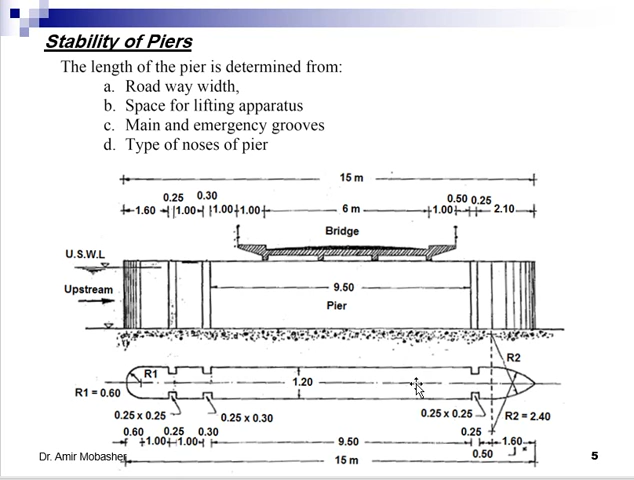 Stability of Piers
The length of the pier is determined from:
a. Road way width,
b. Space for lifting apparatus
c. Main and emergency grooves
d. Type of noses of pier
15 m
0.25 0.30 0.50 0.25
1.60 1.00 1.00 1.00 6 m 1.00 2.10
Bridge
U.S.W.L
Upstream
9.50
Pier
R2
R1
1.20
R1 = 0.60
0.25 x 0.25 0.25 x 0.30 0.25 x 0.25 R2 = 2.40
0.60 0.25 0.30 0.25
1.00 1.00 9.50 1.60
0.50
Dr. Amir Mobasher 15 m 5